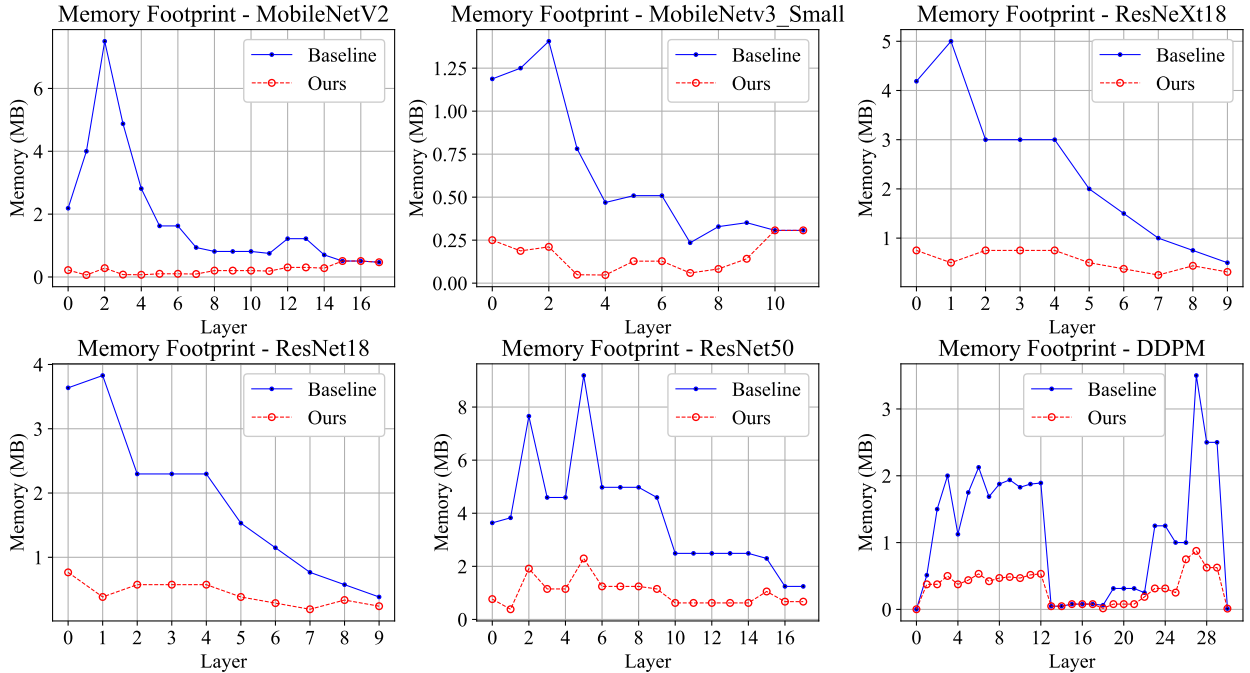 Memory Footprint - MobileNetV2
Memory (MB)
6
4
2
0
Baseline
Ours
0 2 4 6 8 10 12 14 16
Layer
Memory Footprint - MobileNetv3_Small
Memory (MB)
1.25
1.00
0.75
0.50
0.25
0.00
Baseline
Ours
0 2 4 6 8 10
Layer
Memory Footprint - ResNeXt18
Memory (MB)
5
4
3
2
1
Baseline
Ours
0 1 2 3 4 5 6 7 8 9
Layer
Memory Footprint - ResNet18
Memory (MB)
4
3
2
1
Baseline
Ours
0 1 2 3 4 5 6 7 8 9
Layer
Memory Footprint - ResNet50
Memory (MB)
8
6
4
2
0
Baseline
Ours
0 2 4 6 8 10 12 14 16
Layer
Memory Footprint - DDPM
Memory (MB)
3
2
1
0
Baseline
Ours
0 4 8 12 16 20 24 28
Layer